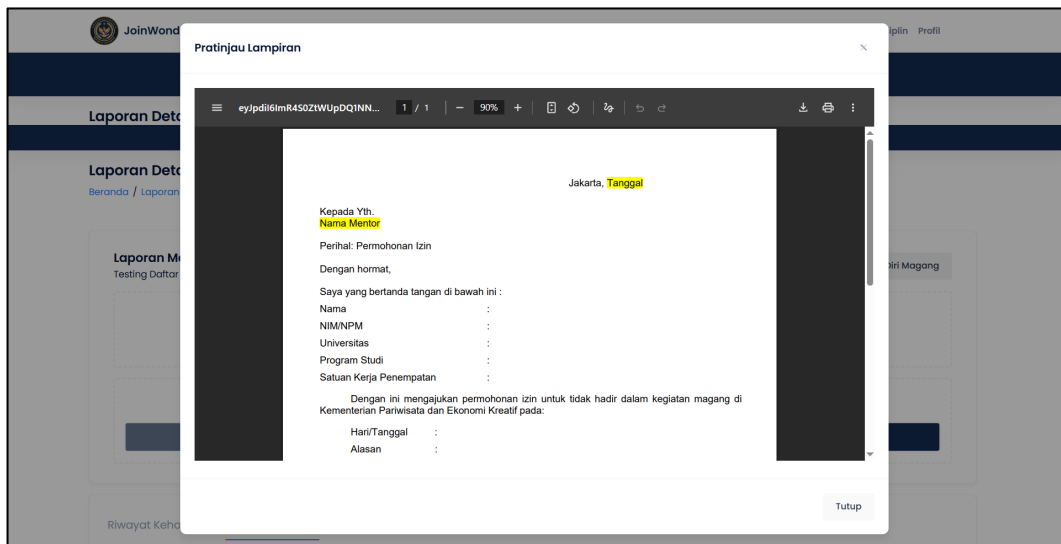 JoinWond
iplin Profil
Pratinjau Lampiran
Laporan Deta
1 / 1
90%
Laporan Deta
Beranda / Laporan
Jakarta, Tanggal
Kepada Yth.
Nama Mentor
Perihal: Permohonan Izin
Dengan hormat,
Saya yang bertanda tangan di bawah ini :
Nama :
NIM/NPM :
Universitas :
Program Studi :
Satuan Kerja Penempatan :
Dengan ini mengajukan permohonan izin untuk tidak hadir dalam kegiatan magang di
Kementerian Pariwisata dan Ekonomi Kreatif pada:
Hari/Tanggal :
Alasan :
Laporan Me
Testing Daftar
Diri Magang
Tutup
Riwayat Keha